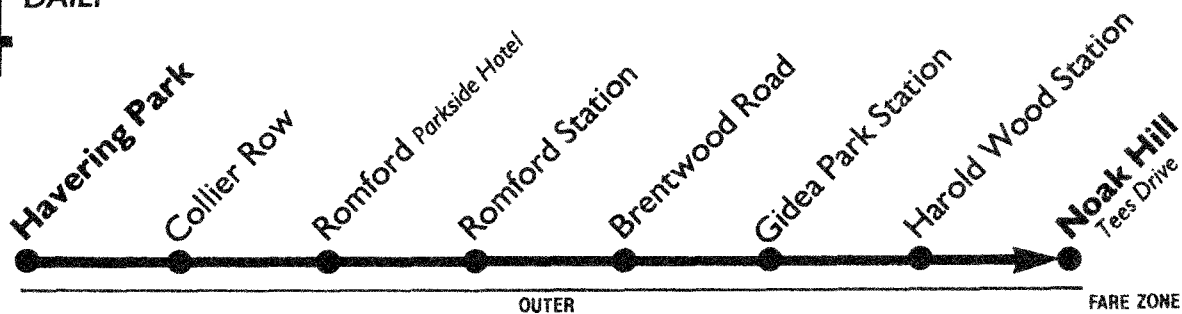 DAILY
Havering Park
Collier Row
Romford Parkside Hotel
Romford Station
Brentwood Road
Gidea Park Station
Harold Wood Station
Noak Hill
Tees Drive
OUTER
FARE ZONE